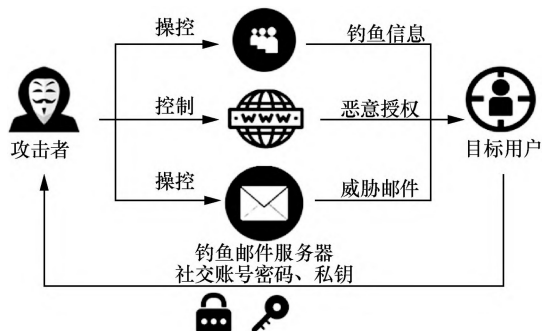 操控
钓鱼信息
WWW
控制
恶意授权
攻击者
目标用户
操控
威胁邮件
钓鱼邮件服务器
社交账号密码、私钥